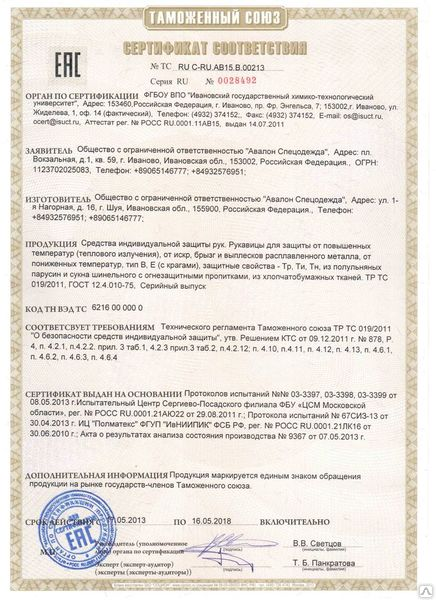 ТАМОЖЕННЫЙ СОЮЗ
СЕРТИФИКАТ СООТВЕТСТВИЯ
ЕАС
№ ТС RU C-RU.АВ15.В.00213
Серия RU № 0028492
ОРГАН ПО СЕРТИФИКАЦИИ ФГБОУ ВПО "Ивановский государственный химико-технологический
университет", Адрес: 153460,Российская Федерация, г. Иваново, пр. Фр. Энгельса, 7; 153002, г. Иваново, ул.
Жиделева, 1, оф. 14 (фактический), Телефон: (4932) 374152,, Факс: (4932) 374152, E-mail: os@isuct.ru,
ocert@isuct.ru, Аттестат рег. № РОСС RU.0001.11АВ15, выдан 14.07.2011
ЗАЯВИТЕЛЬ Общество с ограниченной ответственностью "Авалон Спецодежда", Адрес: пл.
Вокзальная, д.1, кв. 59, г. Иваново, Ивановская обл., 153002, Российская Федерация, ОГРН:
1123702025083, Телефон: +89065146777; +84932576951;
ИЗГОТОВИТЕЛЬ Общество с ограниченной ответственностью "Авалон Спецодежда", Адрес: ул. 1-
я Нагорная, д. 16, г. Шуя, Ивановская обл., 155900, Российская Федерация, Телефон:
+84932576951; +89065146777;
ПРОДУКЦИЯ Средства индивидуальной защиты рук. Рукавицы для защиты от повышенных
температур (теплового излучения), от искр, брызг и выплесков расплавленного металла, от
пониженных температур, тип В, Е (с крагами), защитные свойства - Тр, Ти, Тн, из полульняных
парусин и сукна шинельного с огнезащитными пропитками, из хлопчатобумажных тканей. ТР ТС
019/2011, ГОСТ 12.4.010-75, Серийный выпуск
КОД ТН ВЭД ТС 6216 00 000 0
СООТВЕТСТВУЕТ ТРЕБОВАНИЯМ Технического регламента Таможенного союза ТР ТС 019/2011
"О безопасности средств индивидуальной защиты", утв. Решением КТС от 09.12.2011 г. № 878, Р.
4, п. 4.2.1, п. 4.2.2. прил. 3 таб.1, 4.2.3 прил.3 таб.2, п.4.2.12; п. 4.10, п.4.11, п. 4.12, п. 4.13, п. 4.6.1,
п. 4.6.2, п. 4.6.3, п. 4.6.4
СЕРТИФИКАТ ВЫДАН НА ОСНОВАНИИ Протоколов испытаний №№ 03-3397, 03-3398, 03-3399 от
08.05.2013 г.Испытательный Центр Сергиево-Посадского филиала ФБУ «ЦСМ Московской
области», рег. № РОСС RU.0001.21АЮ22 от 29.08.2011 г.; Протокола испытаний № 67СИЗ-13 от
30.04.2013 г. ИЦ "Полматекс" ФГУП "ИвНИИПИК" ФСБ РФ, рег. № РОСС RU.0001.21ЛК16 от
30.06.2010 г.; Акта о результатах анализа состояния производства № 9367 от 07.05.2013 г.
ДОПОЛНИТЕЛЬНАЯ ИНФОРМАЦИЯ Продукция маркируется единым знаком обращения
продукции на рынке государств-членов Таможенного союза.
СРОК ДЕЙСТВИЯ С .05.2013 ПО 16.05.2018
(уполномоченное
лицо) органа по сертификации
В.В. Светцов
(подпись) (инициалы, фамилия)
Эксперт (эксперт-аудитор)
(эксперты (эксперты-аудиторы))
Т. Б. Панкратова
(подпись) (инициалы, фамилия)
ЕАС